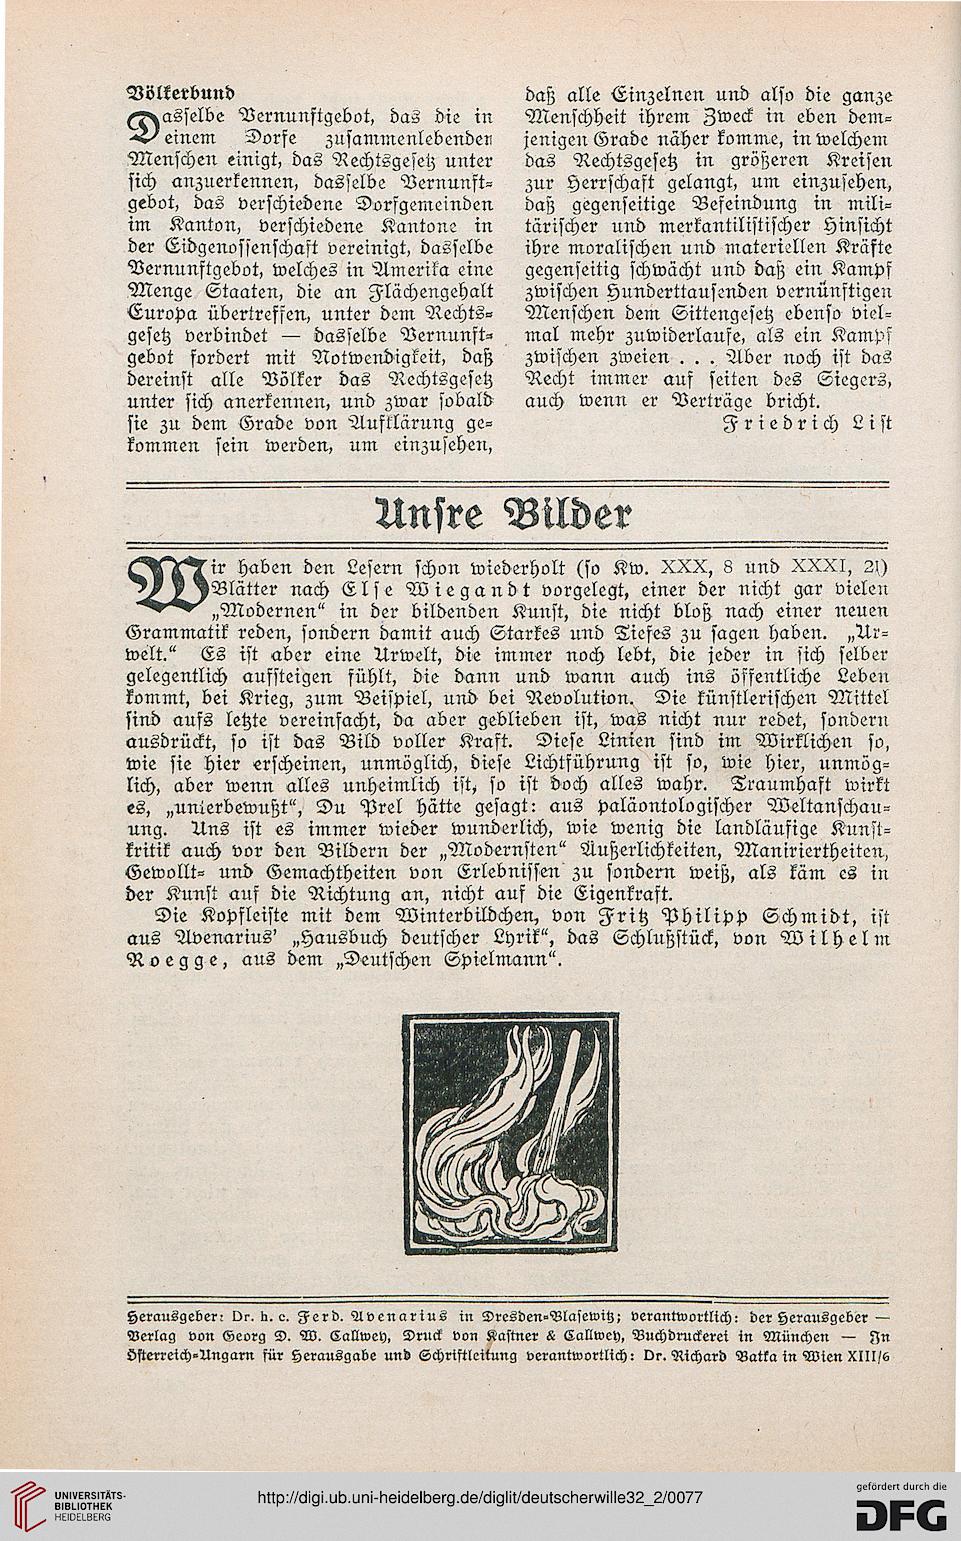 Völkerbund
Dasselbe Vernunftgebot, das die in
einem Dorfe zusammenlebenden
Menschen einigt, das Rechtsgesetz unter
sich anzuerkennen, dasselbe Vernunft-
gebot, das verschiedene Dorfgemeinden
im Kanton, verschiedene Kantone in
der Eidgenossenschaft vereinigt, dasselbe
Vernunftgebot, welches in Amerika eine
Menge Staaten, die an Flächengehalt
Europa übertreffen, unter dem Rechts-
gesetz verbindet — dasselbe Vernunft-
gebot fordert mit Notwendigkeit, daß
dereinst alle Völker das Rechtsgesetz
unter sich anerkennen, und zwar sobald
sie zu dem Grade von Aufklärung ge-
kommen sein werden, um einzusehen,
daß alle Einzelnen und also die ganze
Menschheit ihrem Zweck in eben dem-
jenigen Grade näher komme, in welchem
das Rechtsgesetz in größeren Kreisen
zur Herrschaft gelangt, um einzusehen,
daß gegenseitige Befeindung in mili-
tärischer und merkantilistischer Hinsicht
ihre moralischen und materiellen Kräfte
gegenseitig schwächt und daß ein Kampf
zwischen Hunderttausenden vernünftigen
Menschen dem Sittengesetz ebenso viel-
mal mehr zuwiderlaufe, als ein Kampf
zwischen zweien . . . Aber noch ist das
Recht immer auf seiten des Siegers,
auch wenn er Verträge bricht.
Friedrich List
Unsre Bilder
Wir haben den Lesern schon wiederholt (so Kw. XXX, 8 und XXXI, 21)
Blätter nach Else Wiegandt vorgelegt, einer der nicht gar vielen
„Modernen“ in der bildenden Kunst, die nicht bloß nach einer neuen
Grammatik reden, sondern damit auch Starkes und Tiefes zu sagen haben. „Ur-
welt.“ Es ist aber eine Urwelt, die immer noch lebt, die jeder in sich selber
gelegentlich aufsteigen fühlt, die dann und wann auch ins öffentliche Leben
kommt, bei Krieg, zum Beispiel, und bei Revolution. Die künstlerischen Mittel
sind aufs letzte vereinfacht, da aber geblieben ist, was nicht nur redet, sondern
ausdrückt, so ist das Bild voller Kraft. Diese Linien sind im Wirklichen so,
wie sie hier erscheinen, unmöglich, diese Lichtführung ist so, wie hier, unmög-
lich, aber wenn alles unheimlich ist, so ist doch alles wahr. Traumhaft wirkt
es, „unterbewußt“, Du Prel hätte gesagt: aus paläontologischer Weltanschau-
ung. Uns ist es immer wieder wunderlich, wie wenig die landläufige Kunst-
kritik auch vor den Bildern der „Modernsten“ Äußerlichkeiten, Maniriertheiten,
Gewollt- und Gemachtheiten von Erlebnissen zu sondern weiß, als käm es in
der Kunst auf die Richtung an, nicht auf die Eigenkraft.
Die Kopfleiste mit dem Winterbildchen, von Fritz Philipp Schmidt, ist
aus Avenarius’ „Hausbuch deutscher Lyrik“, das Schlußstück, von Wilhelm
Roegge, aus dem „Deutschen Spielmann“.
Herausgeber: Dr. h. c. Ferd. Avenarius in Dresden-Blasewitz; verantwortlich: der Herausgeber —
Verlag von Georg D. W. Callwey, Druck von Kastner & Callwey, Buchdruckerei in München — In
Österreich-Ungarn für Herausgabe und Schriftleitung verantwortlich: Dr. Richard Batka in Wien XIII/6
UNIVERSITÄTS-
BIBLIOTHEK
HEIDELBERG
http://digi.ub.uni-heidelberg.de/diglit/deutscherwille32_2/0077
gefördert durch die
DFG